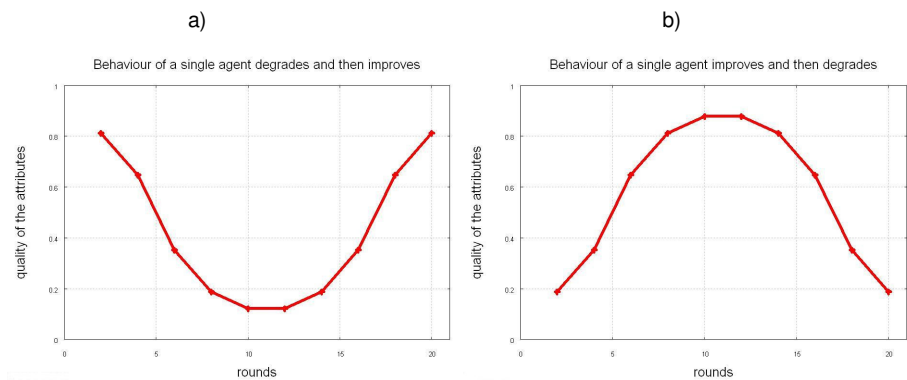 a)
Behaviour of a single agent degrades and then improves
1
0.8
0.6
0.4
0.2
0
quality of the attributes
0 5 10 15 20
rounds
b)
Behaviour of a single agent improves and then degrades
1
0.8
0.6
0.4
0.2
0
quality of the attributes
0 5 10 15 20
rounds